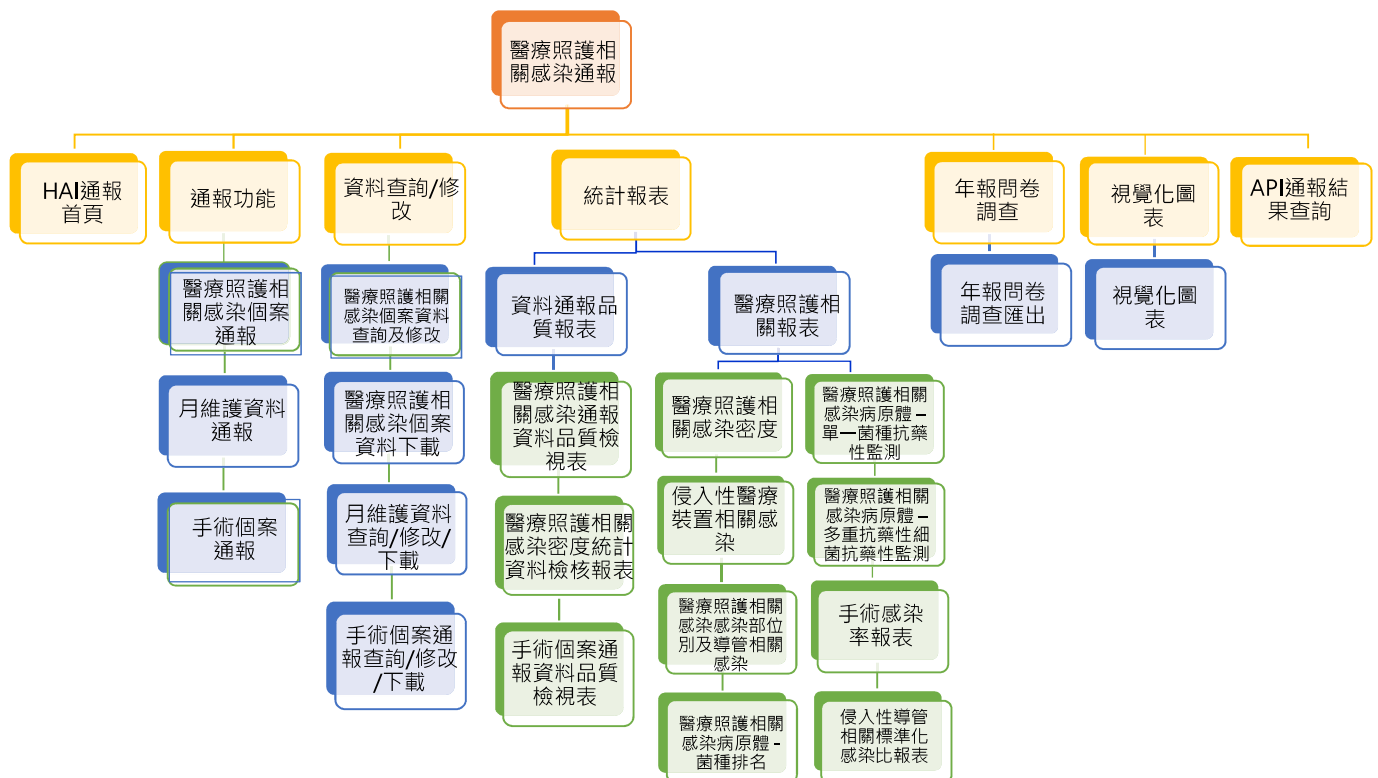 醫療照護相
關感染通報
HAI通報
首頁
通報功能
資料查詢/修
改
統計報表
年報問卷
調查
視覺化圖
表
API通報結
果查詢
醫療照護相
關感染個案
通報
月維護資料
通報
手術個案
通報
醫療照護相關
感染個案資料
查詢及修改
醫療照護相
關感染個案
資料下載
月維護資料
查詢/修改/
下載
手術個案通
報查詢/修改
/下載
資料通報品
質報表
醫療照護相
關感染通報
資料品質檢
視表
醫療照護相關
感染密度統計
資料檢核報表
手術個案通
報資料品質
檢視表
醫療照護相
關報表
醫療照護相
關感染密度
侵入性醫療
裝置相關感
染
醫療照護相關
感染感染部位
別及導管相關
感染
醫療照護相關
感染病原體 -
菌種排名
醫療照護相關
感染病原體 –
單一菌種抗藥
性監測
醫療照護相關
感染病原體 –
多重抗藥性細
菌抗藥性監測
手術感染
率報表
侵入性導管
相關標準化
感染比報表
年報問卷
調查匯出
視覺化圖
表